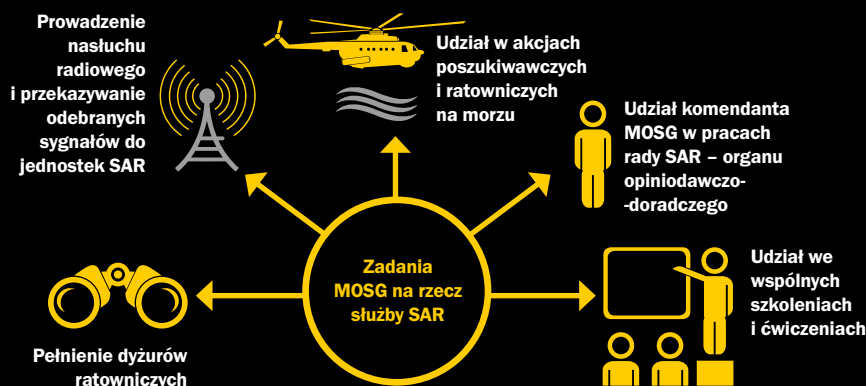 Prowadzenie
nasłuchu
radiowego
i przekazywanie
odebranych
sygnałów do
jednostek SAR
Udział w akcjach
poszukiwawczych
i ratowniczych
na morzu
Udział komendanta
MOSG w pracach
rady SAR – organu
opiniodawczo-
-doradczego
Zadania
MOSG na rzecz
służby SAR
Udział we
wspólnych
szkoleniach
i ćwiczeniach
Pełnienie dyżurów
ratowniczych